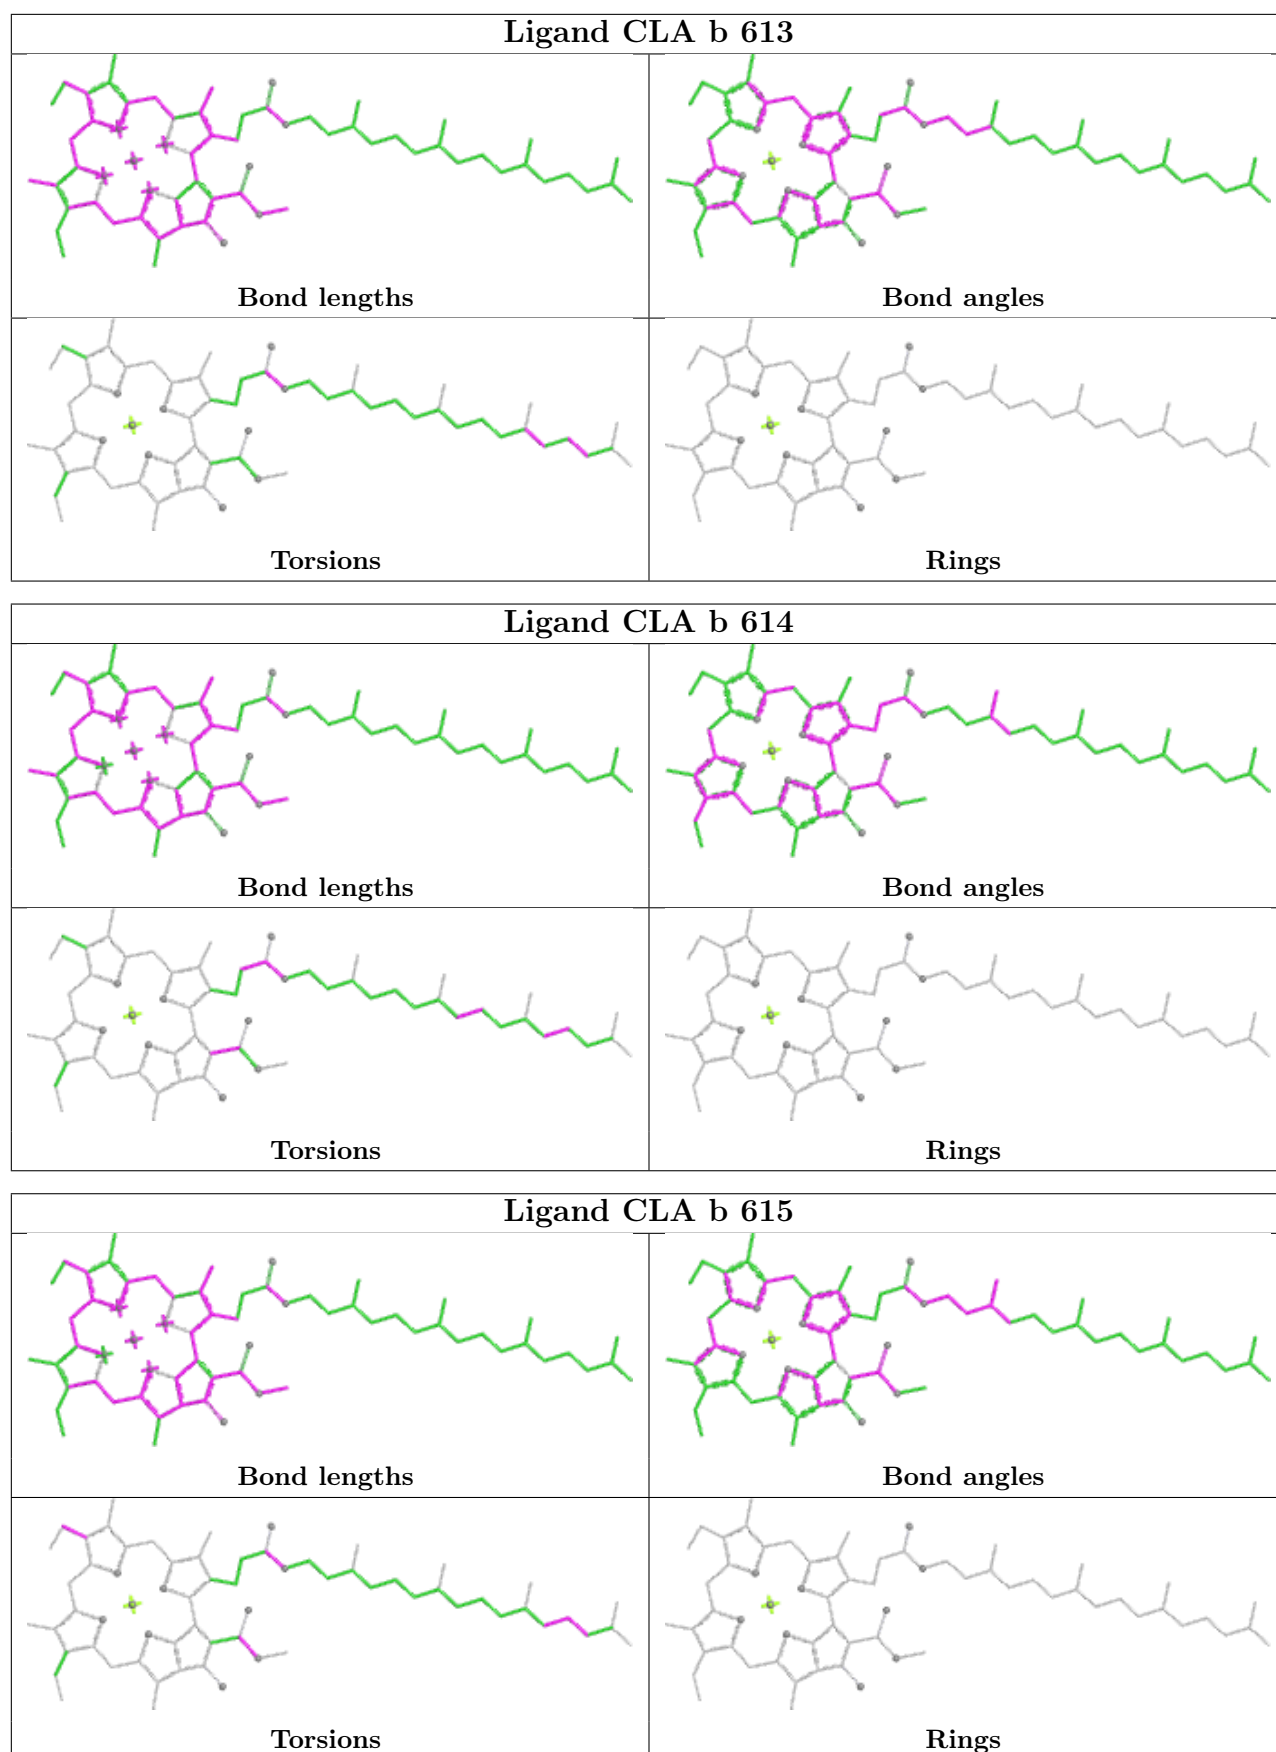 Ligand CLA b 613
Bond lengths
Bond angles
Torsions
Rings
Ligand CLA b 614
Bond lengths
Bond angles
Torsions
Rings
Ligand CLA b 615
Bond lengths
Bond angles
Torsions
Rings